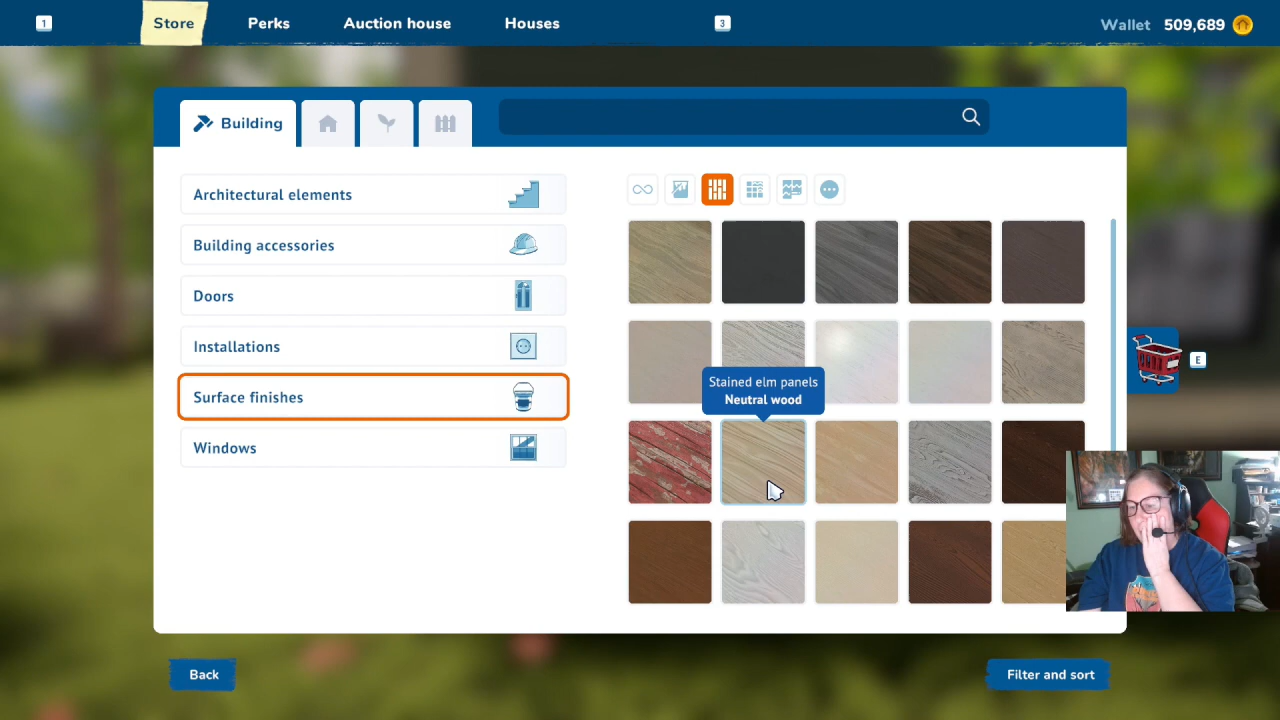 1
Store
Perks
Auction house
Houses
3
Wallet 509,689
Building
Architectural elements
Building accessories
Doors
Installations
Surface finishes
Windows
Stained elm panels
Neutral wood
E
Back
Filter and sort